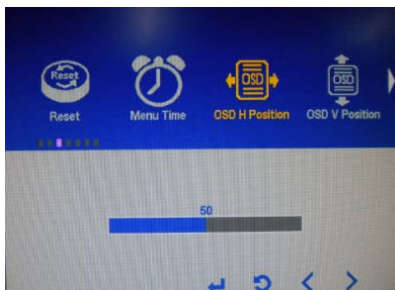 Reset
OSD
OSD
Reset
Menu Time
OSD H Position
OSD V Position
50